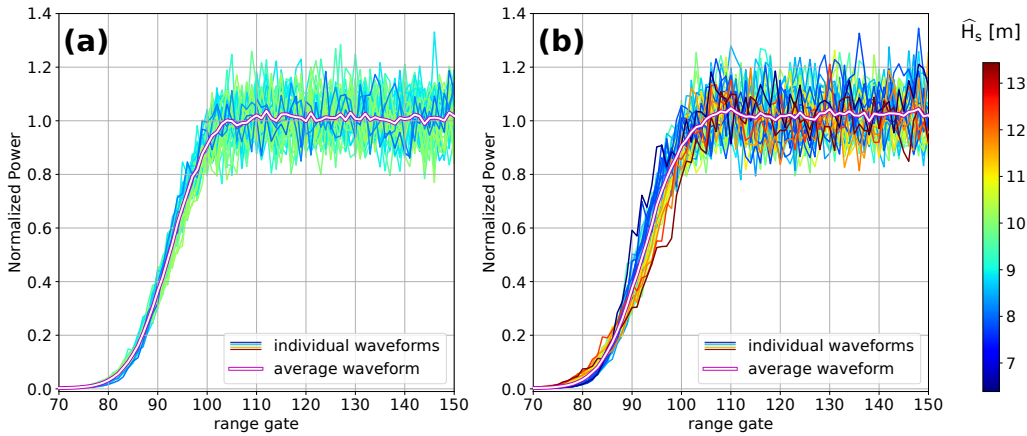 (a)
Normalized Power
1.4
1.2
1.0
0.8
0.6
0.4
0.2
0.0
individual waveforms
average waveform
70 80 90 100 110 120 130 140 150
range gate
(b)
Normalized Power
1.4
1.2
1.0
0.8
0.6
0.4
0.2
0.0
individual waveforms
average waveform
70 80 90 100 110 120 130 140 150
range gate
Ĥₛ [m]
13
12
11
10
9
8
7